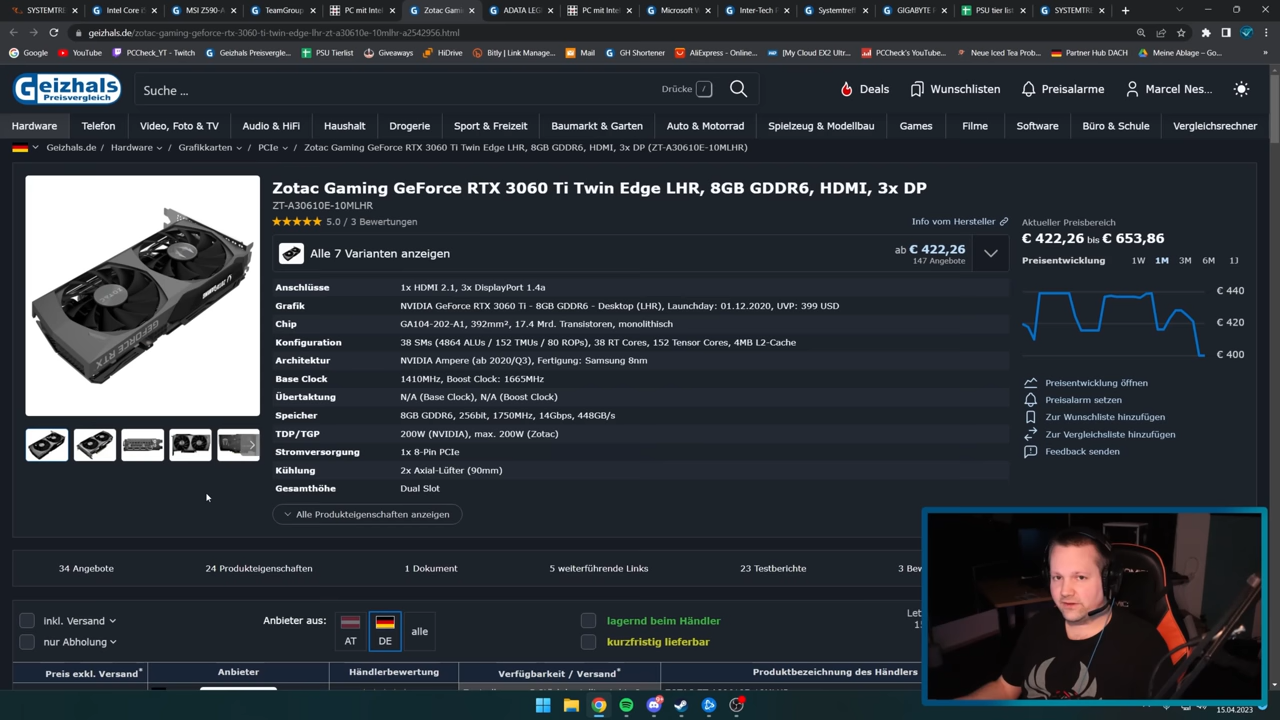 SYSTEMTRE
Intel Core i
MSI Z590-A
TeamGroup
PC mit Inte
Zotac Gam
ADATA LEG
PC mit Inte
Microsoft W
Inter-Tech F
Systemtreff
GIGABYTE
PSU tier list
SYSTEMTRE
geizhals.de/zotac-gaming-geforce-rtx-3060-ti-twin-edge-lhr-zt-a30610e-10mlhr-a2542956.html
Google
YouTube
PCCheck_YT - Twitch
Geizhals Preisvergle...
PSU Tierlist
Giveaways
HiDrive
Bitly | Link Manage...
Mail
GH Shortener
AliExpress - Online...
[My Cloud EX2 Ultr...
PCCheck's YouTube...
Neue Iced Tea Prob...
Partner Hub DACH
Meine Ablage – Go...
Geizhals
Preisvergleich
Suche ...
Drücke /
Deals
Wunschlisten
Preisalarme
Marcel Nes...
Hardware
Telefon
Video, Foto & TV
Audio & HiFi
Haushalt
Drogerie
Sport & Freizeit
Baumarkt & Garten
Auto & Motorrad
Spielzeug & Modellbau
Games
Filme
Software
Büro & Schule
Vergleichsrechner
Geizhals.de / Hardware / Grafikkarten / PCIe / Zotac Gaming GeForce RTX 3060 Ti Twin Edge LHR, 8GB GDDR6, HDMI, 3x DP (ZT-A30610E-10MLHR)
Zotac Gaming GeForce RTX 3060 Ti Twin Edge LHR, 8GB GDDR6, HDMI, 3x DP
ZT-A30610E-10MLHR
5.0 / 3 Bewertungen
Info vom Hersteller
Alle 7 Varianten anzeigen
ab € 422,26
147 Angebote
Anschlüsse 1x HDMI 2.1, 3x DisplayPort 1.4a
Grafik NVIDIA GeForce RTX 3060 Ti - 8GB GDDR6 - Desktop (LHR), Launchday: 01.12.2020, UVP: 399 USD
Chip GA104-202-A1, 392mm², 17.4 Mrd. Transistoren, monolithisch
Konfiguration 38 SMs (4864 ALUs / 152 TMUs / 80 ROPs), 38 RT Cores, 152 Tensor Cores, 4MB L2-Cache
Architektur NVIDIA Ampere (ab 2020/Q3), Fertigung: Samsung 8nm
Base Clock 1410MHz, Boost Clock: 1665MHz
Übertaktung N/A (Base Clock), N/A (Boost Clock)
Speicher 8GB GDDR6, 256bit, 1750MHz, 14Gbps, 448GB/s
TDP/TGP 200W (NVIDIA), max. 200W (Zotac)
Stromversorgung 1x 8-Pin PCIe
Kühlung 2x Axial-Lüfter (90mm)
Gesamthöhe Dual Slot
Alle Produkteigenschaften anzeigen
Aktueller Preisbereich
€ 422,26 bis € 653,86
Preisentwicklung 1W 1M 3M 6M 1J
€ 440
€ 420
€ 400
Preisentwicklung öffnen
Preisalarm setzen
Zur Wunschliste hinzufügen
Zur Vergleichsliste hinzufügen
Feedback senden
34 Angebote
24 Produkteigenschaften
1 Dokument
5 weiterführende Links
23 Testberichte
3 Bew
inkl. Versand
nur Abholung
Anbieter aus:
AT
DE
alle
lagernd beim Händler
kurzfristig lieferbar
Preis exkl. Versand*
Anbieter
Händlerbewertung
Verfügbarkeit / Versand*
Produktbezeichnung des Händlers
15.04.2023